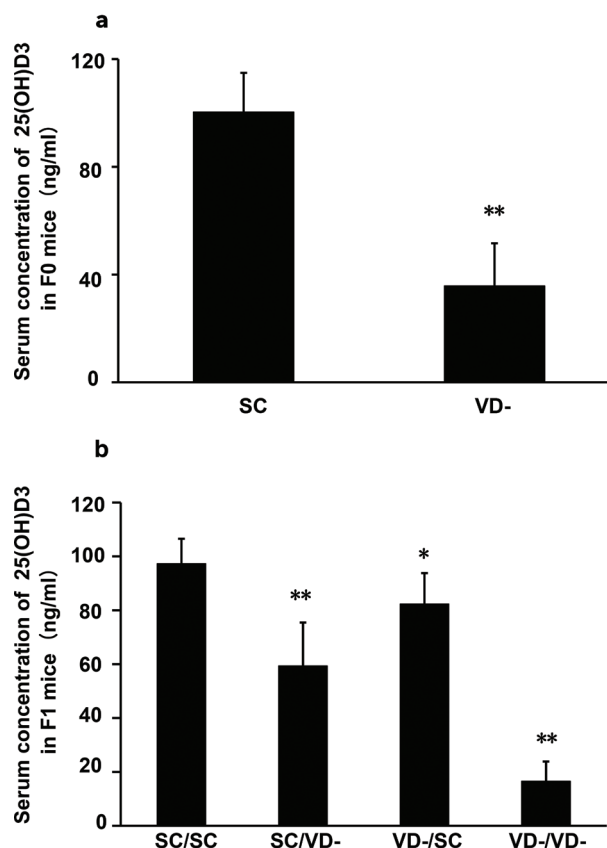 a
Serum concentration of 25(OH)D3
in F0 mice (ng/ml)
120
80
40
0
**
SC
VD-
b
Serum concentration of 25(OH)D3
in F1 mice (ng/ml)
120
100
80
60
40
20
0
**
*
**
SC/SC
SC/VD-
VD-/SC
VD-/VD-